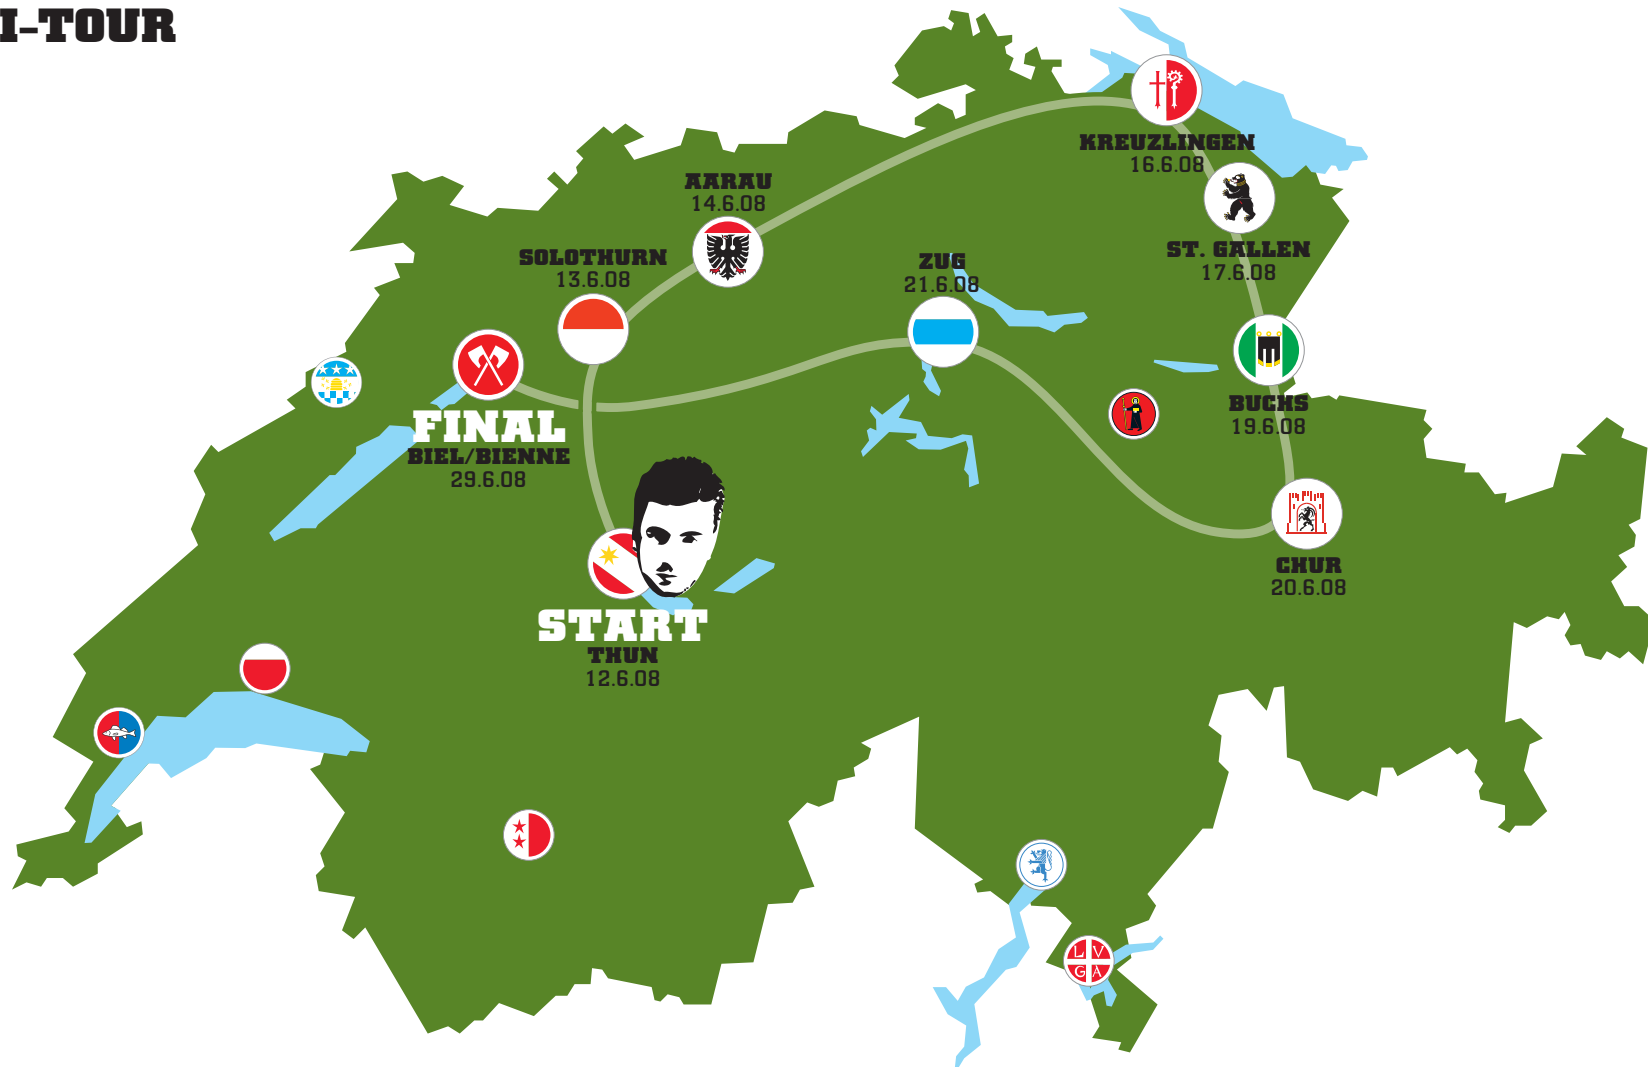 I-TOUR
KREUZLINGEN
16.6.08
AARAU
14.6.08
SOLOTHURN
13.6.08
ST. GALLEN
17.6.08
ZUG
21.6.08
BUCHS
19.6.08
FINAL
BIEL/BIENNE
29.6.08
CHUR
20.6.08
START
THUN
12.6.08
L V
G A